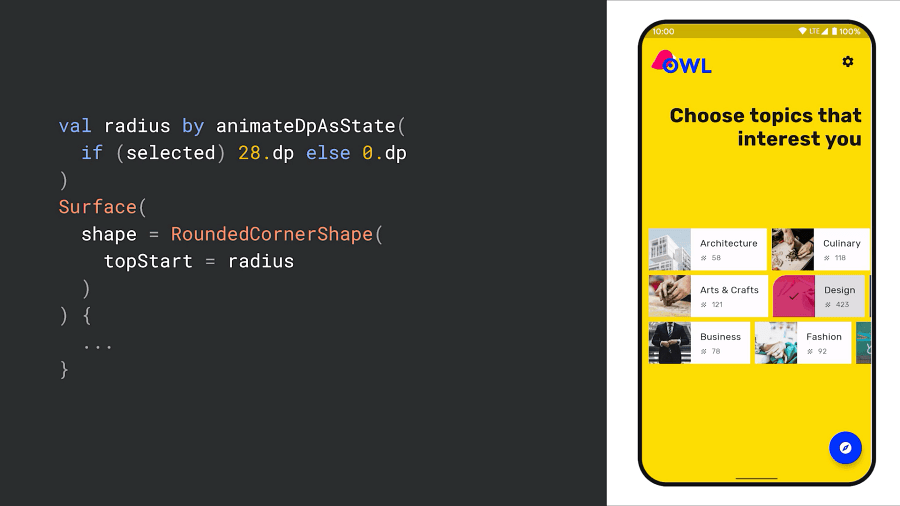 val radius by animateDpAsState(
if (selected) 28.dp else 0.dp
)
Surface(
shape = RoundedCornerShape(
topStart = radius
)
) {
...
}
10:00
LTE
100%
OWL
Choose topics that
interest you
Architecture
58
Culinary
118
Arts & Crafts
121
Design
423
Business
78
Fashion
92